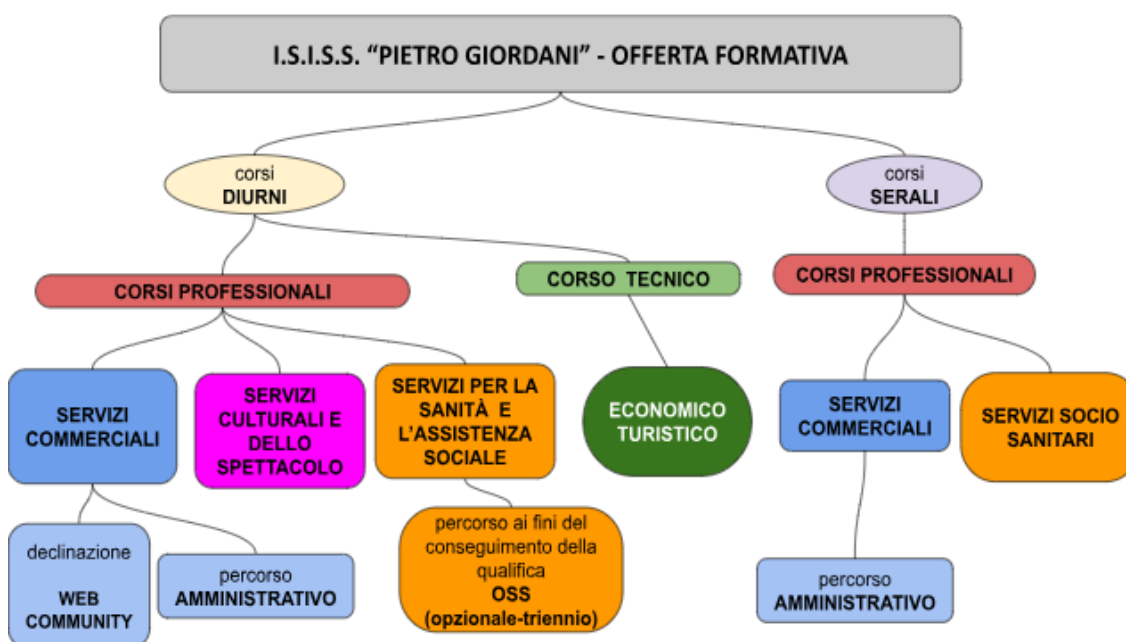 I.S.I.S.S. “PIETRO GIORDANI” - OFFERTA FORMATIVA
corsi
DIURNI
corsi
SERALI
CORSI PROFESSIONALI
CORSO TECNICO
CORSI PROFESSIONALI
SERVIZI
COMMERCIALI
SERVIZI
CULTURALI E
DELLO
SPETTACOLO
SERVIZI PER LA
SANITÀ E
L’ASSISTENZA
SOCIALE
ECONOMICO
TURISTICO
SERVIZI
COMMERCIALI
SERVIZI SOCIO
SANITARI
declinazione
WEB
COMMUNITY
percorso
AMMINISTRATIVO
percorso ai fini del
conseguimento della
qualifica
OSS
(opzionale-triennio)
percorso
AMMINISTRATIVO